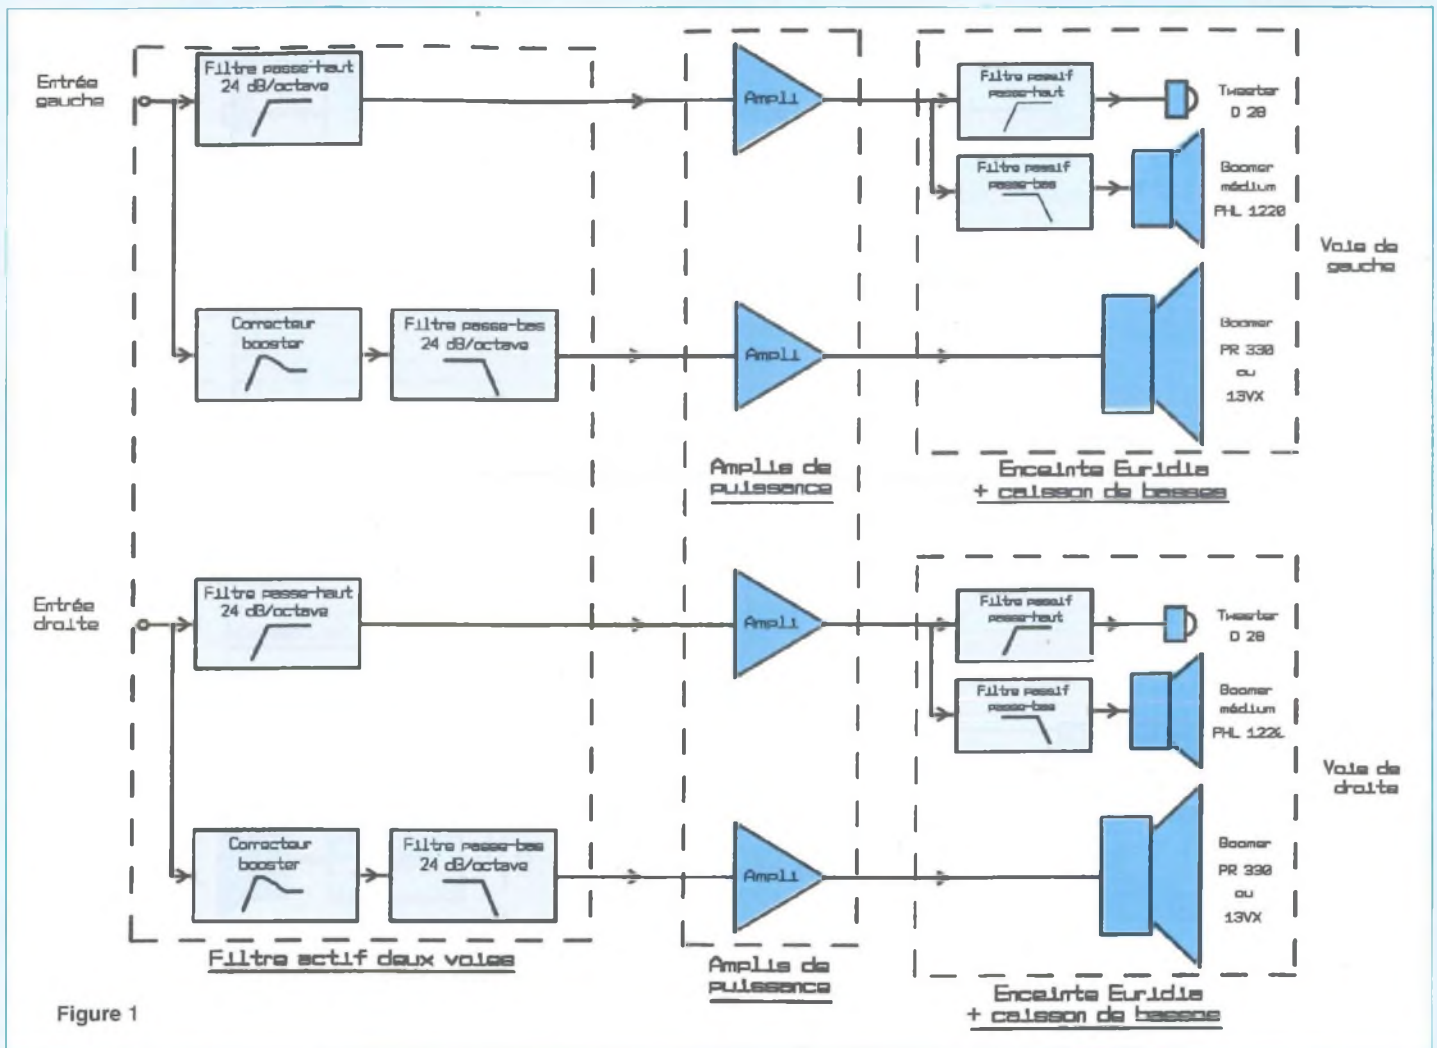 Entrée
gauche
Filtre passe-haut
24 dB/octave
Ampli
Filtre passif
passe-haut
Tweeter
D 28
Filtre passif
passe-bas
Boomer
médium
PHL 1220
Voie de
gauche
Correcteur
booster
Filtre passe-bas
24 dB/octave
Ampli
Boomer
PR 330
ou
13VX
Amplis de
puissance
Enceinte Euridia
+ caisson de basses
Entrée
droite
Filtre passe-haut
24 dB/octave
Ampli
Filtre passif
passe-haut
Tweeter
D 28
Filtre passif
passe-bas
Boomer
médium
PHL 1220
Voie de
droite
Correcteur
booster
Filtre passe-bas
24 dB/octave
Ampli
Boomer
PR 330
ou
13VX
Filtre actif deux voies
Amplis de
puissance
Enceinte Euridia
+ caisson de basses
Figure 1